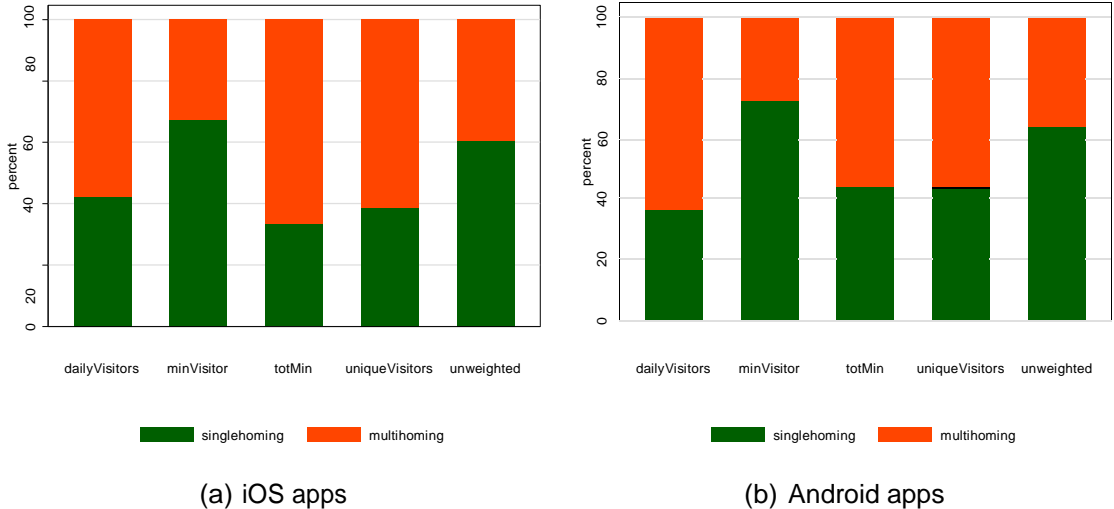 100
80
60
40
20
0
percent
dailyVisitors minVisitor totMin uniqueVisitors unweighted
singlehoming multihoming
(a) iOS apps
100
80
60
40
20
0
percent
dailyVisitors minVisitor totMin uniqueVisitors unweighted
singlehoming multihoming
(b) Android apps